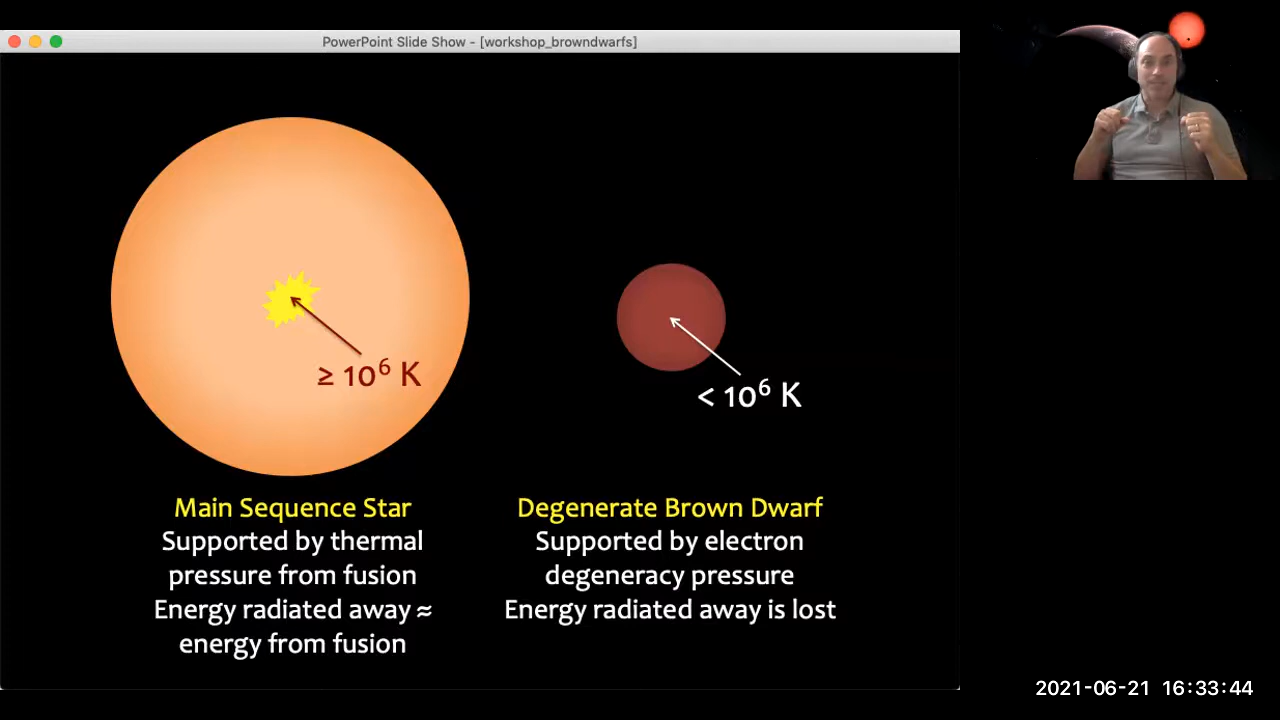 PowerPoint Slide Show - [workshop_browndwarfs]
≥ 10⁶ K
< 10⁶ K
Main Sequence Star
Supported by thermal
pressure from fusion
Energy radiated away ≈
energy from fusion
Degenerate Brown Dwarf
Supported by electron
degeneracy pressure
Energy radiated away is lost
2021-06-21 16:33:44